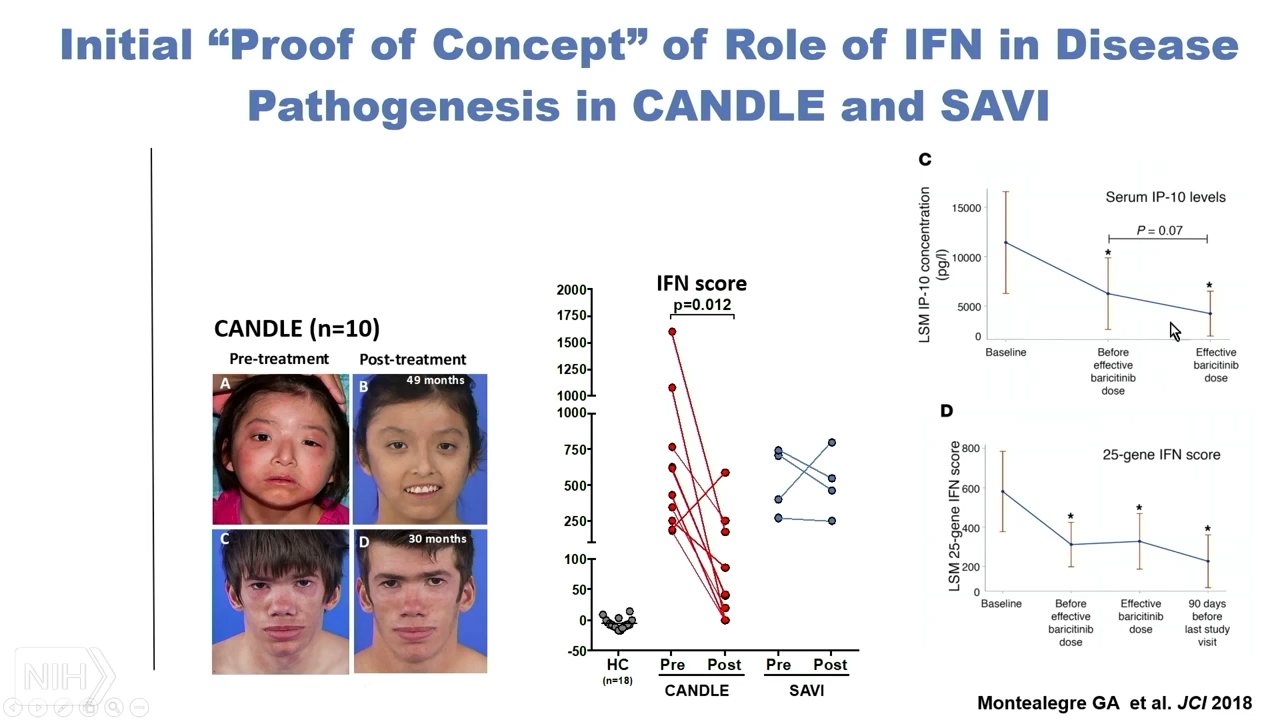 Initial “Proof of Concept” of Role of IFN in Disease
Pathogenesis in CANDLE and SAVI
CANDLE (n=10)
Pre-treatment
Post-treatment
A
B
49 months
C
D
30 months
IFN score
p=0.012
2000
1750
1500
1250
1000
1000
750
500
250
100
50
0
-50
HC
(n=18)
Pre
Post
CANDLE
Pre
Post
SAVI
C
Serum IP-10 levels
P = 0.07
LSM IP-10 concentration
(pg/l)
15000
10000
5000
0
*
*
Baseline
Before
effective
baricitinib
dose
Effective
baricitinib
dose
D
25-gene IFN score
LSM 25-gene IFN score
800
600
400
200
0
*
*
*
Baseline
Before
effective
baricitinib
dose
Effective
baricitinib
dose
90 days
before
last study
visit
Montealegre GA et al. JCI 2018
NIH